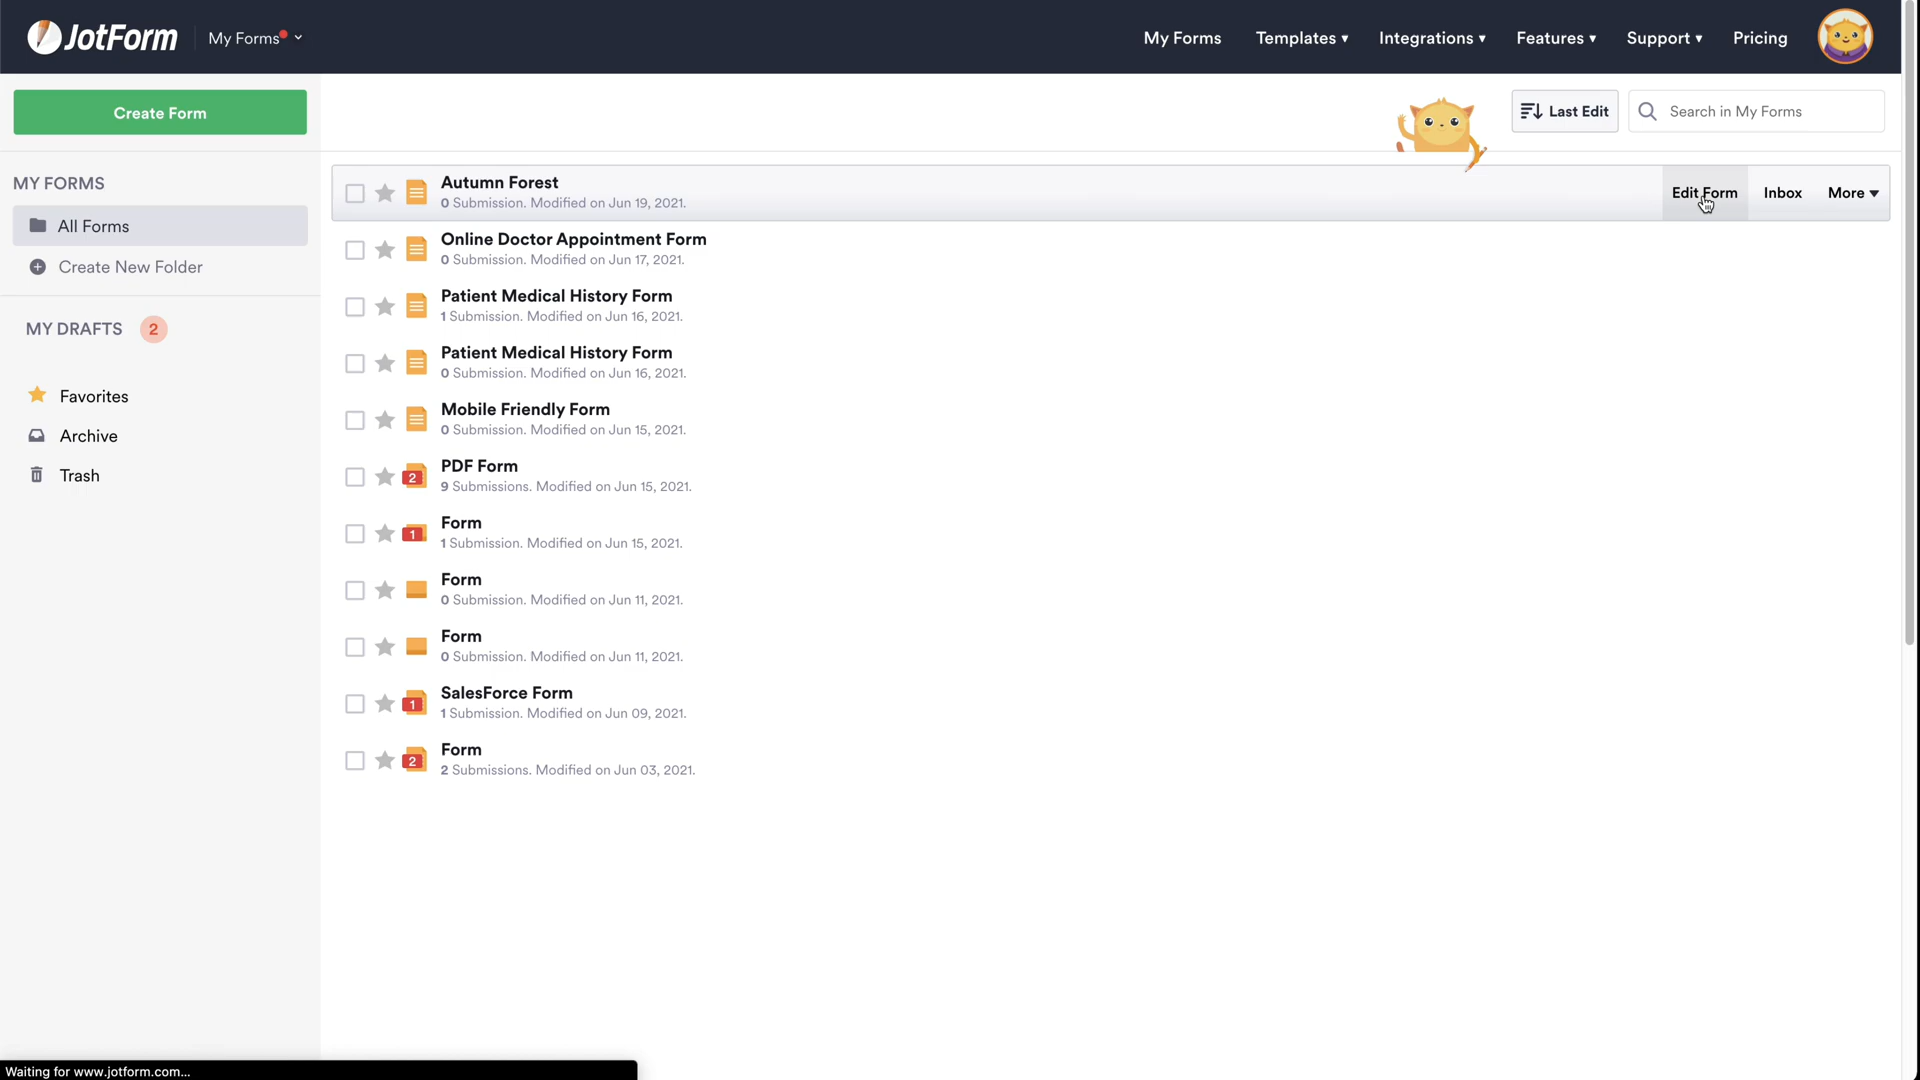 JotForm
My Forms
My Forms
Templates ▾
Integrations ▾
Features ▾
Support ▾
Pricing
Create Form
Last Edit
Search in My Forms
MY FORMS
All Forms
Create New Folder
MY DRAFTS 2
Favorites
Archive
Trash
Autumn Forest
0 Submission. Modified on Jun 19, 2021.
Edit Form
Inbox
More ▾
Online Doctor Appointment Form
0 Submission. Modified on Jun 17, 2021.
Patient Medical History Form
1 Submission. Modified on Jun 16, 2021.
Patient Medical History Form
0 Submission. Modified on Jun 16, 2021.
Mobile Friendly Form
0 Submission. Modified on Jun 15, 2021.
2
PDF Form
9 Submissions. Modified on Jun 15, 2021.
1
Form
1 Submission. Modified on Jun 15, 2021.
Form
0 Submission. Modified on Jun 11, 2021.
Form
0 Submission. Modified on Jun 11, 2021.
1
SalesForce Form
1 Submission. Modified on Jun 09, 2021.
2
Form
2 Submissions. Modified on Jun 03, 2021.
Waiting for www.jotform.com...